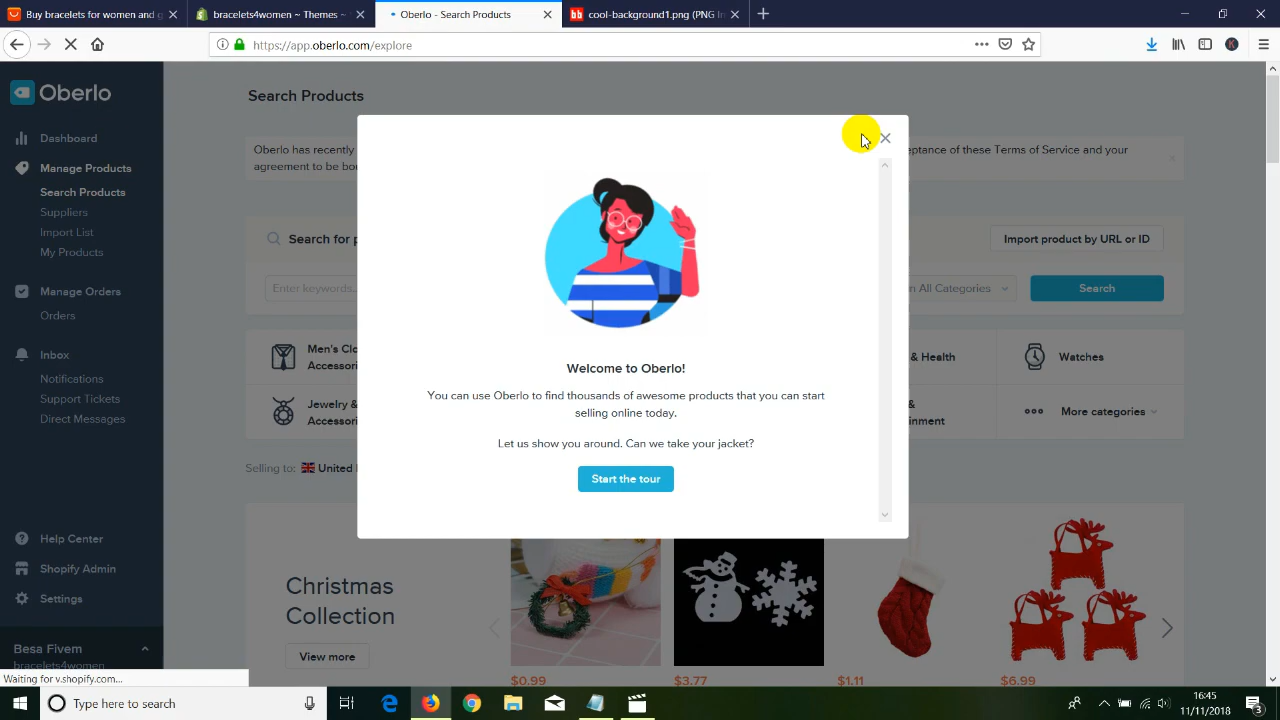 Buy bracelets for women and g
bracelets4women ~ Themes ~
Oberlo - Search Products
cool-background1.png (PNG Im
https://app.oberlo.com/explore
Oberlo
Dashboard
Manage Products
Search Products
Suppliers
Import List
My Products
Manage Orders
Orders
Inbox
Notifications
Support Tickets
Direct Messages
Help Center
Shopify Admin
Settings
Besa Fivem
bracelets4women
Waiting for v.shopify.com...
Search Products
Oberlo has recently
ptance of these Terms of Service and your
agreement to be bo
Search for p
Import product by URL or ID
Enter keywords...
n All Categories
Search
Men's Clo
Accessori
& Health
Watches
Jewelry &
Accessori
&
inment
More categories
Selling to:
United
Welcome to Oberlo!
You can use Oberlo to find thousands of awesome products that you can start
selling online today.
Let us show you around. Can we take your jacket?
Start the tour
Christmas
Collection
View more
$0.99
$3.77
$1.11
$6.99
Type here to search
16:45
11/11/2018
3